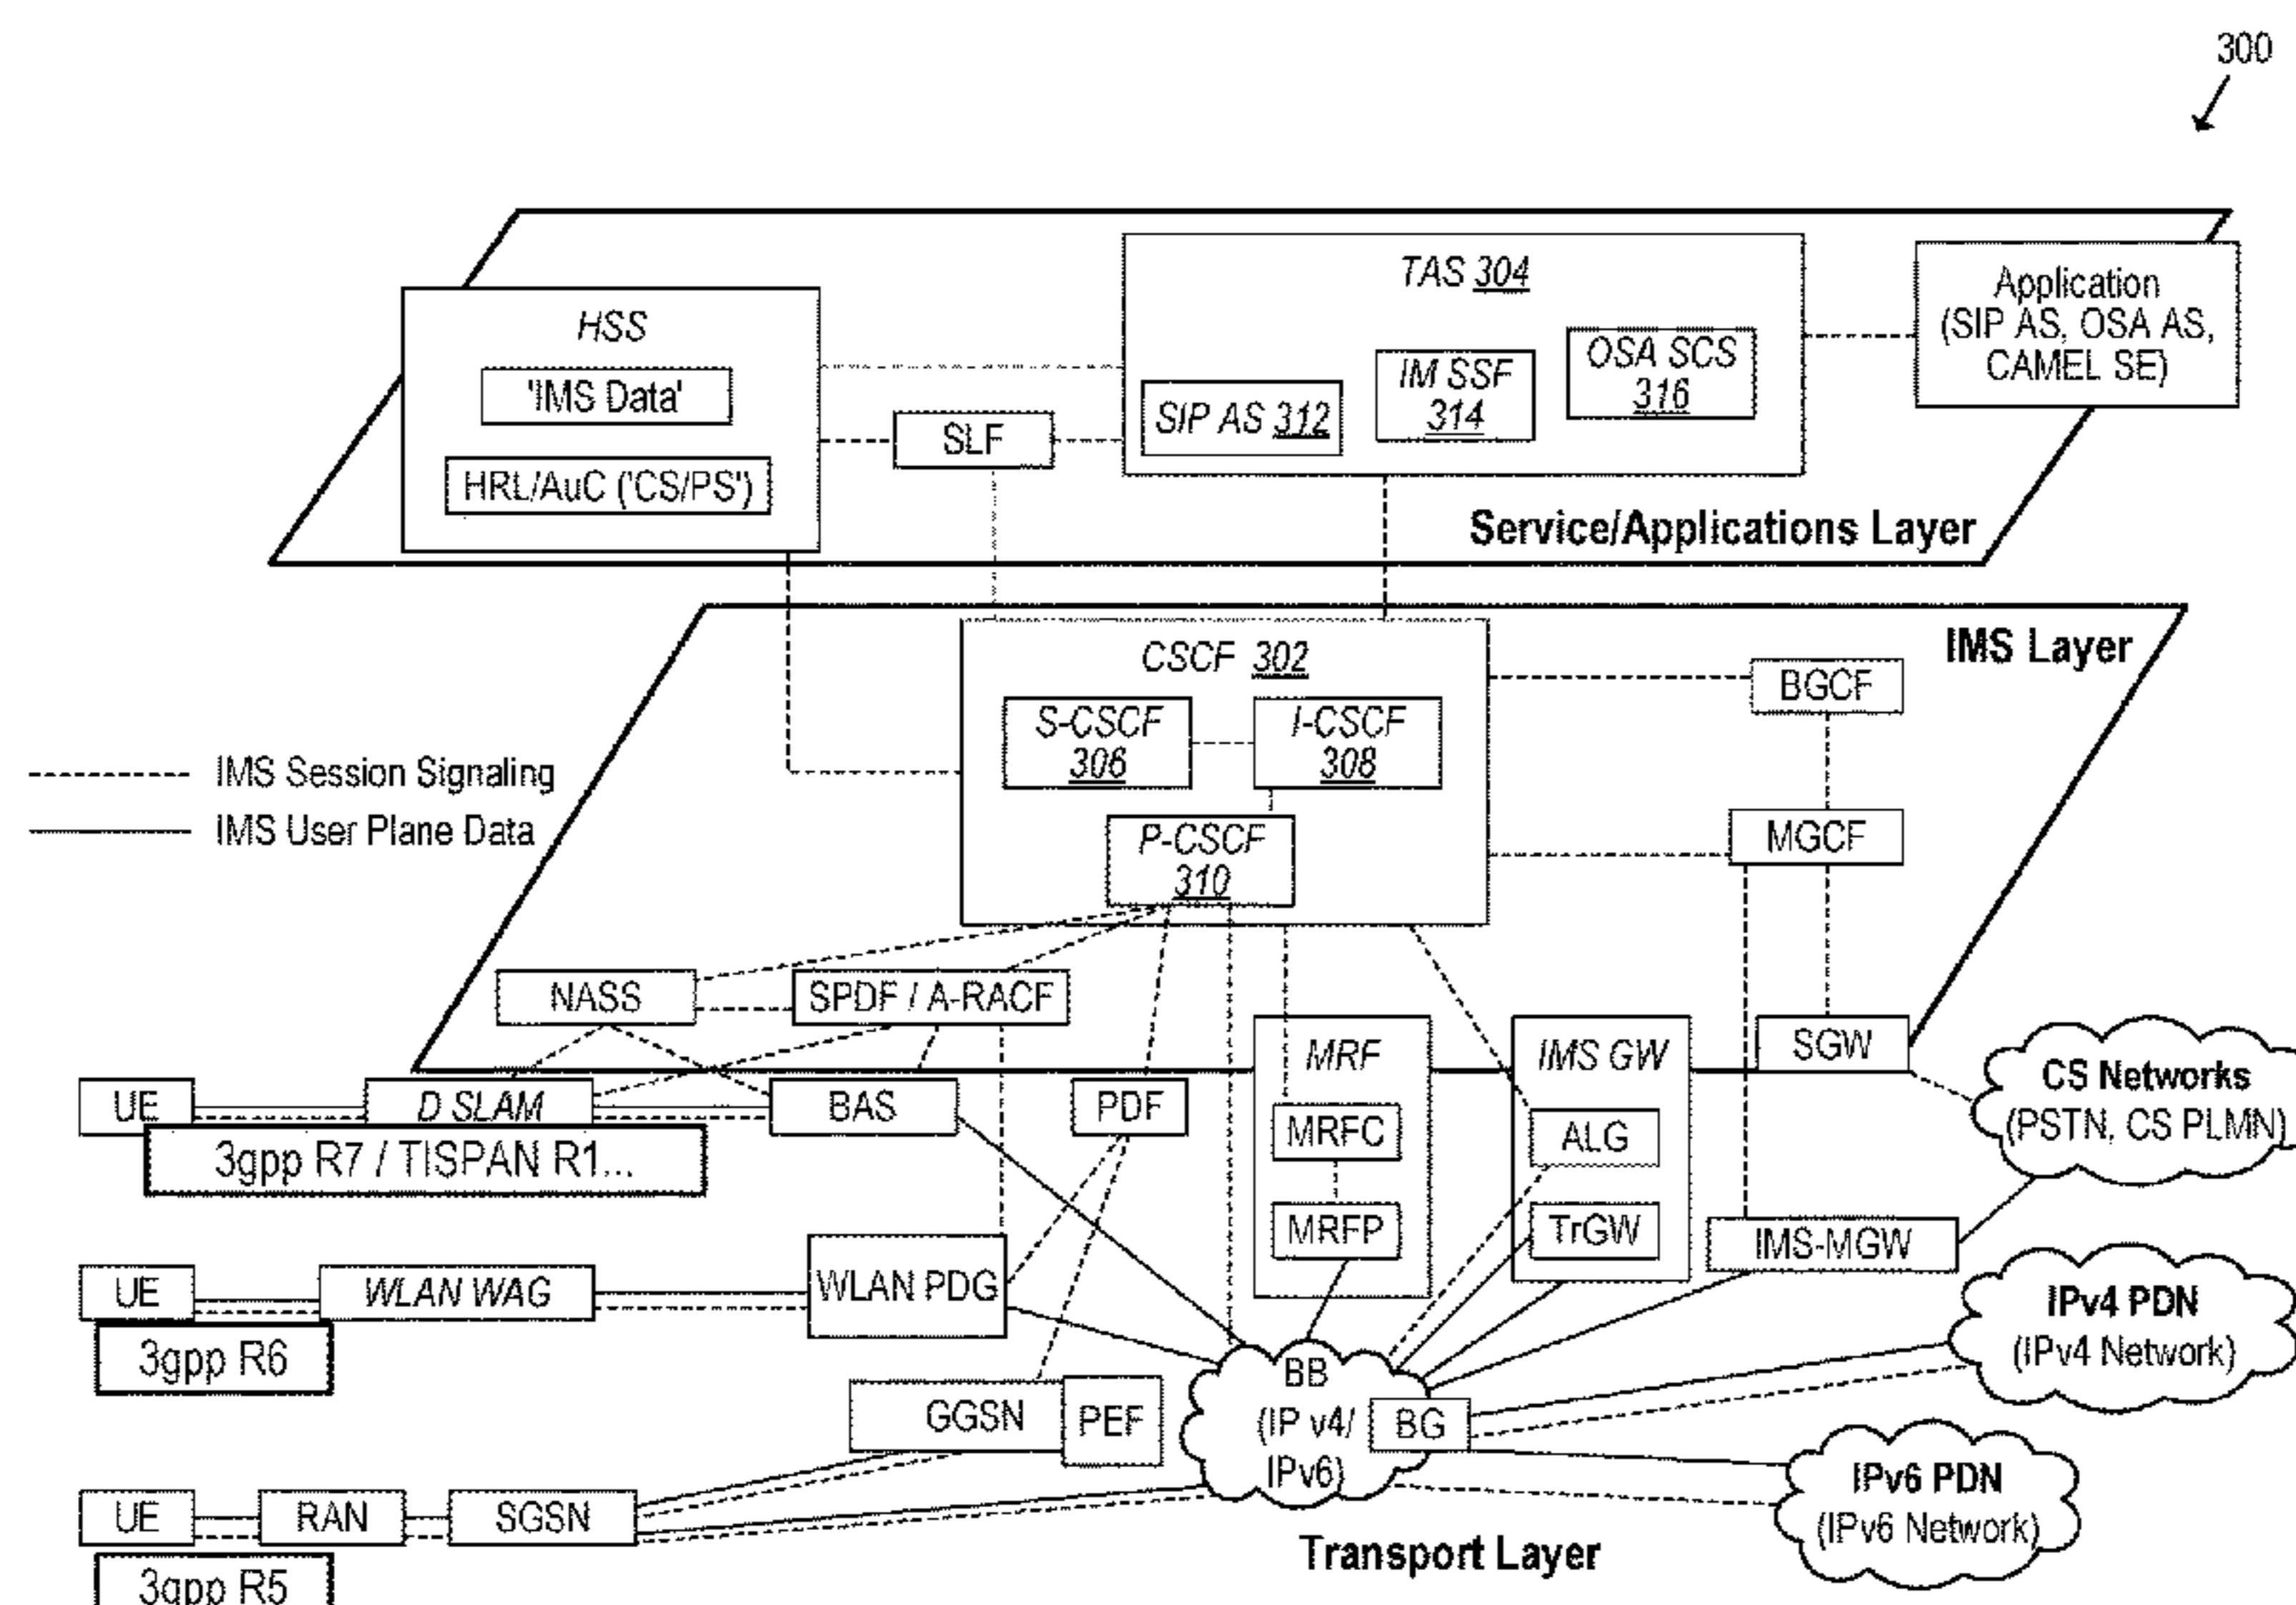 300
TAS 304
Application
(SIP AS, OSA AS,
CAMEL SE)
HSS
'IMS Data'
HRL/AuC ('CS/PS")
SLF
SIP AS 312
IM SSF
314
OSA SCS
316
Service/Applications Layer
IMS Layer
CSCF 302
S-CSCF
306
I-CSCF
308
P-CSCF
310
BGCF
MGCF
IMS Session Signaling
IMS User Plane Data
NASS
SPDF / A-RACF
MRF
IMS GW
SGW
CS Networks
(PSTN, CS PLMN)
UE
D SLAM
BAS
PDF
MRFC
ALG
3gpp R7 / TISPAN R1...
MRFP
TrGW
IMS-MGW
UE
WLAN WAG
WLAN PDG
3gpp R6
IPv4 PDN
(IPv4 Network)
GGSN
PEF
BB
(IP v4/
IPv6)
BG
IPv6 PDN
(IPv6 Network)
UE
RAN
SGSN
Transport Layer
3gpp R5